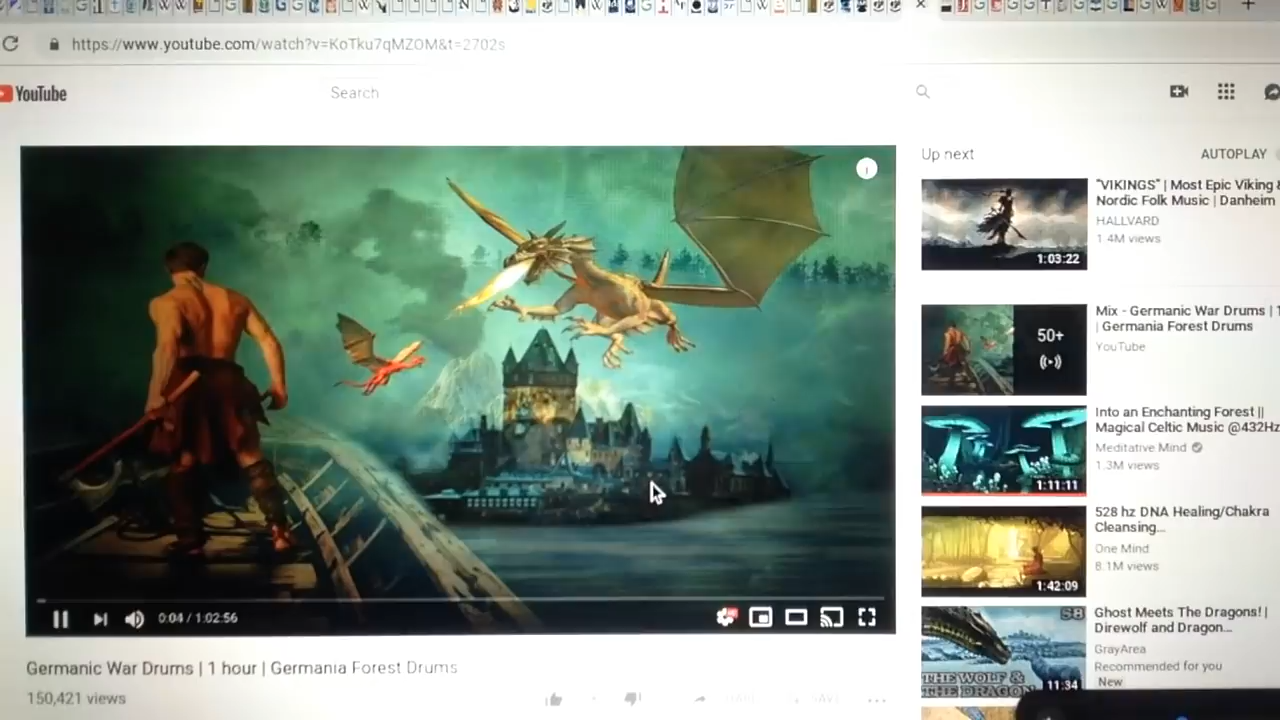 https://www.youtube.com/watch?v=KoTku7qMZOM&t=2702s
YouTube
Search
Up next
AUTOPLAY
"VIKINGS" | Most Epic Viking &
Nordic Folk Music | Danheim
HALLVARD
1.4M views
1:03:22
Mix - Germanic War Drums | 1
| Germania Forest Drums
YouTube
50+
Into an Enchanting Forest ||
Magical Celtic Music @432Hz
Meditative Mind
1.3M views
1:11:11
528 hz DNA Healing/Chakra
Cleansing...
One Mind
8.1M views
1:42:09
Ghost Meets The Dragons! |
Direwolf and Dragon...
GrayArea
Recommended for you
New
S8
THE WOLF &
THE DRAGON
11:34
0:04 / 1:02:56
Germanic War Drums | 1 hour | Germania Forest Drums
150,421 views
SHARE
SAVE